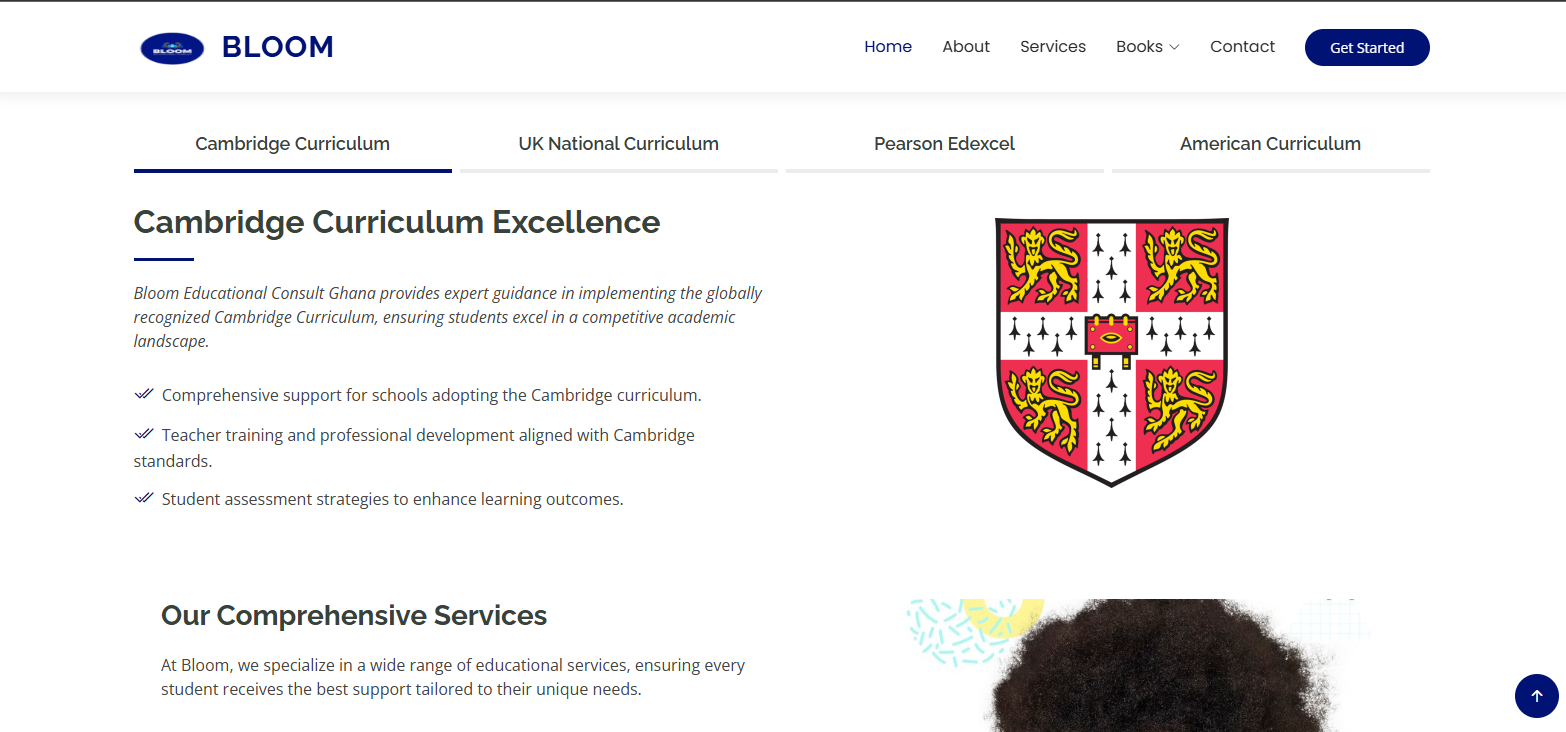 BLOOM
BLOOM
Home
About
Services
Books
Contact
Get Started
Cambridge Curriculum
UK National Curriculum
Pearson Edexcel
American Curriculum
Cambridge Curriculum Excellence
Bloom Educational Consult Ghana provides expert guidance in implementing the globally
recognized Cambridge Curriculum, ensuring students excel in a competitive academic
landscape.
Comprehensive support for schools adopting the Cambridge curriculum.
Teacher training and professional development aligned with Cambridge
standards.
Student assessment strategies to enhance learning outcomes.
Our Comprehensive Services
At Bloom, we specialize in a wide range of educational services, ensuring every
student receives the best support tailored to their unique needs.